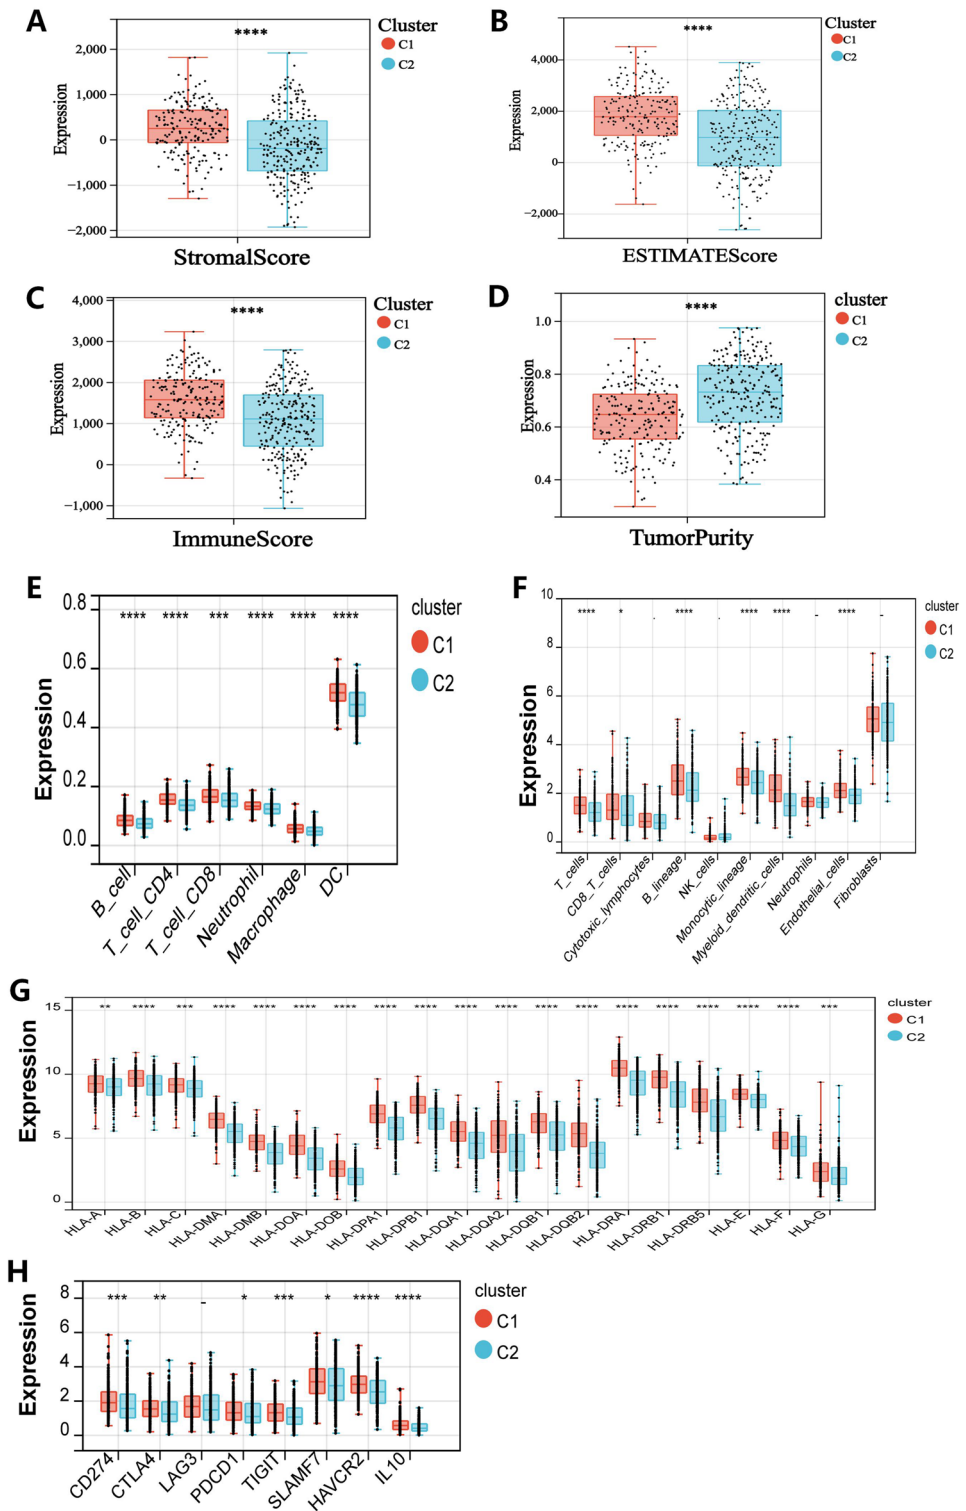 A
****
Cluster
C1
C2
2,000
1,000
0
−1,000
−2,000
Expression
StromalScore
B
****
Cluster
C1
C2
4,000
2,000
0
−2,000
Expression
ESTIMATEScore
C
****
Cluster
C1
C2
4,000
3,000
2,000
1,000
0
−1,000
Expression
ImmuneScore
D
****
cluster
C1
C2
1.0
0.8
0.6
0.4
Expression
TumorPurity
E
**** **** *** **** **** ****
cluster
C1
C2
0.8
0.6
0.4
0.2
0.0
Expression
B_cell
T_cell_CD4
T_cell_CD8
Neutrophil
Macrophage
DC
F
**** * - **** - **** **** - **** -
cluster
C1
C2
10
8
6
4
2
0
Expression
T_cells
CD8_T_cells
Cytotoxic_lymphocytes
B_lineage
NK_cells
Monocytic_lineage
Myeloid_dendritic_cells
Neutrophils
Endothelial_cells
Fibroblasts
G
** **** *** **** **** **** **** **** **** **** **** **** **** **** **** **** **** **** ***
cluster
C1
C2
15
10
5
0
Expression
HLA-A
HLA-B
HLA-C
HLA-DMA
HLA-DMB
HLA-DOA
HLA-DOB
HLA-DPA1
HLA-DPB1
HLA-DQA1
HLA-DQA2
HLA-DQB1
HLA-DQB2
HLA-DRA
HLA-DRB1
HLA-DRB5
HLA-E
HLA-F
HLA-G
H
*** ** - * *** * **** ****
cluster
C1
C2
8
6
4
2
0
Expression
CD274
CTLA4
LAG3
PDCD1
TIGIT
SLAMF7
HAVCR2
IL10